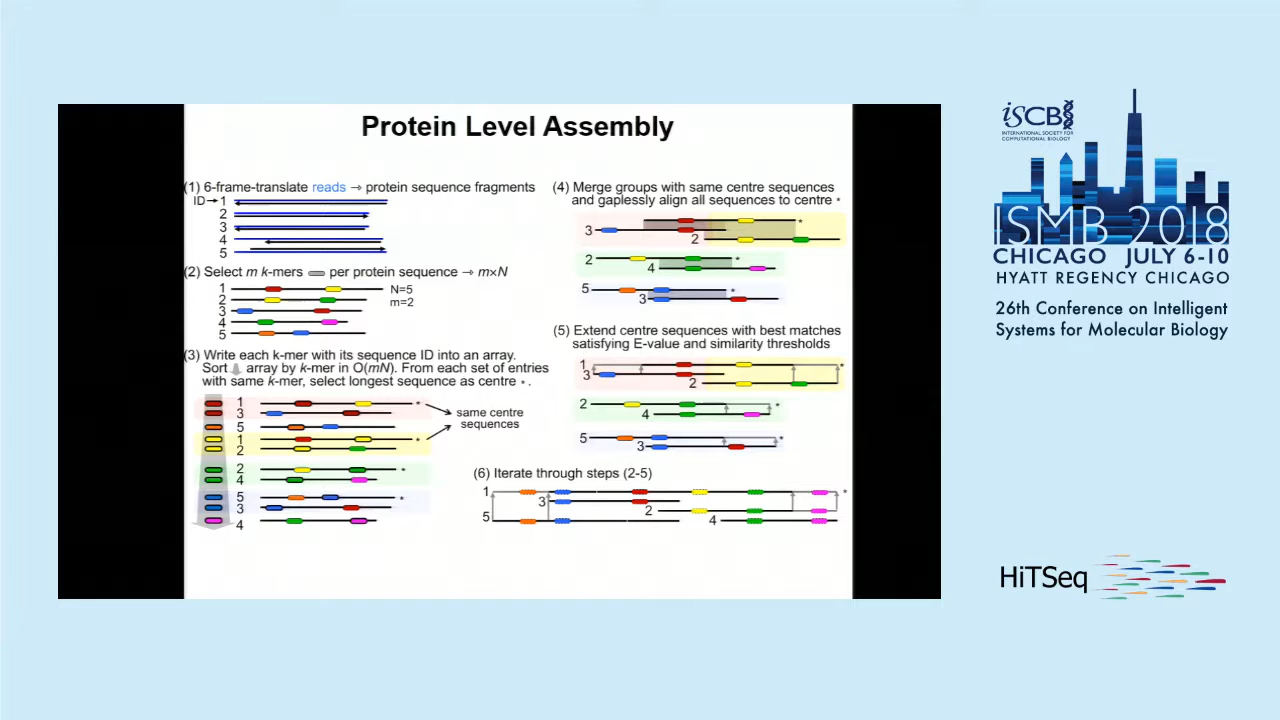 Protein Level Assembly
(1) 6-frame-translate reads → protein sequence fragments
ID→ 1
2
3
4
5
(2) Select m k-mers per protein sequence → m×N
1
2
3
4
5
N=5
m=2
(3) Write each k-mer with its sequence ID into an array.
Sort array by k-mer in O(mN). From each set of entries
with same k-mer, select longest sequence as centre *.
1 *
3
5
1 *
2
2 *
4
5 *
3
4
same centre
sequences
(4) Merge groups with same centre sequences
and gaplessly align all sequences to centre *
*
3
2
2 *
4
5 *
3
(5) Extend centre sequences with best matches
satisfying E-value and similarity thresholds
1 *
3
2
2 *
4
5 *
3
(6) Iterate through steps (2-5)
1 *
3
2
5
4
iSCB
INTERNATIONAL SOCIETY FOR
COMPUTATIONAL BIOLOGY
ISMB 2018
CHICAGO JULY 6-10
HYATT REGENCY CHICAGO
26th Conference on Intelligent
Systems for Molecular Biology
HiTSeq